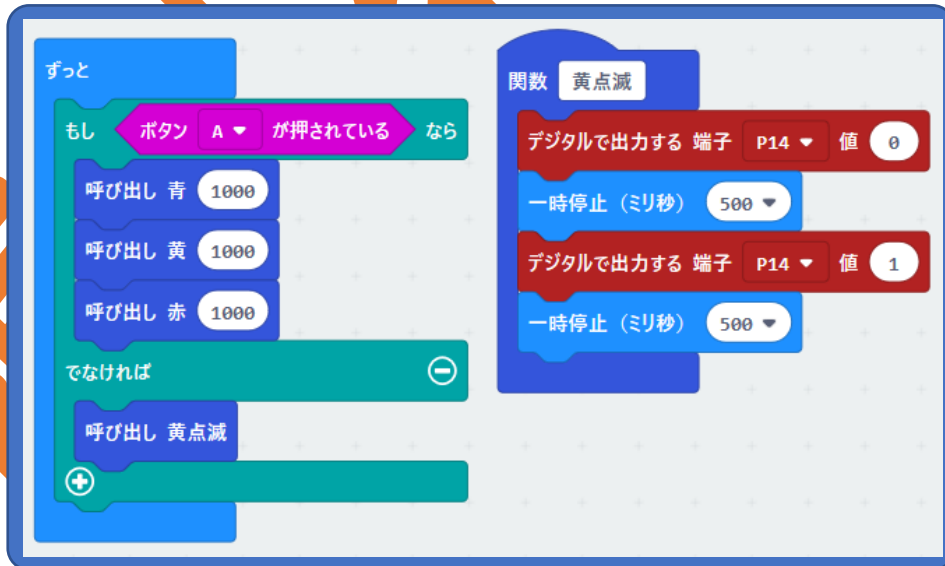 ずっと
もし ボタン A が押されている なら
呼び出し 青 1000
呼び出し 黄 1000
呼び出し 赤 1000
でなければ
呼び出し 黄点滅
関数 黄点滅
デジタルで出力する 端子 P14 値 0
一時停止 (ミリ秒) 500
デジタルで出力する 端子 P14 値 1
一時停止 (ミリ秒) 500